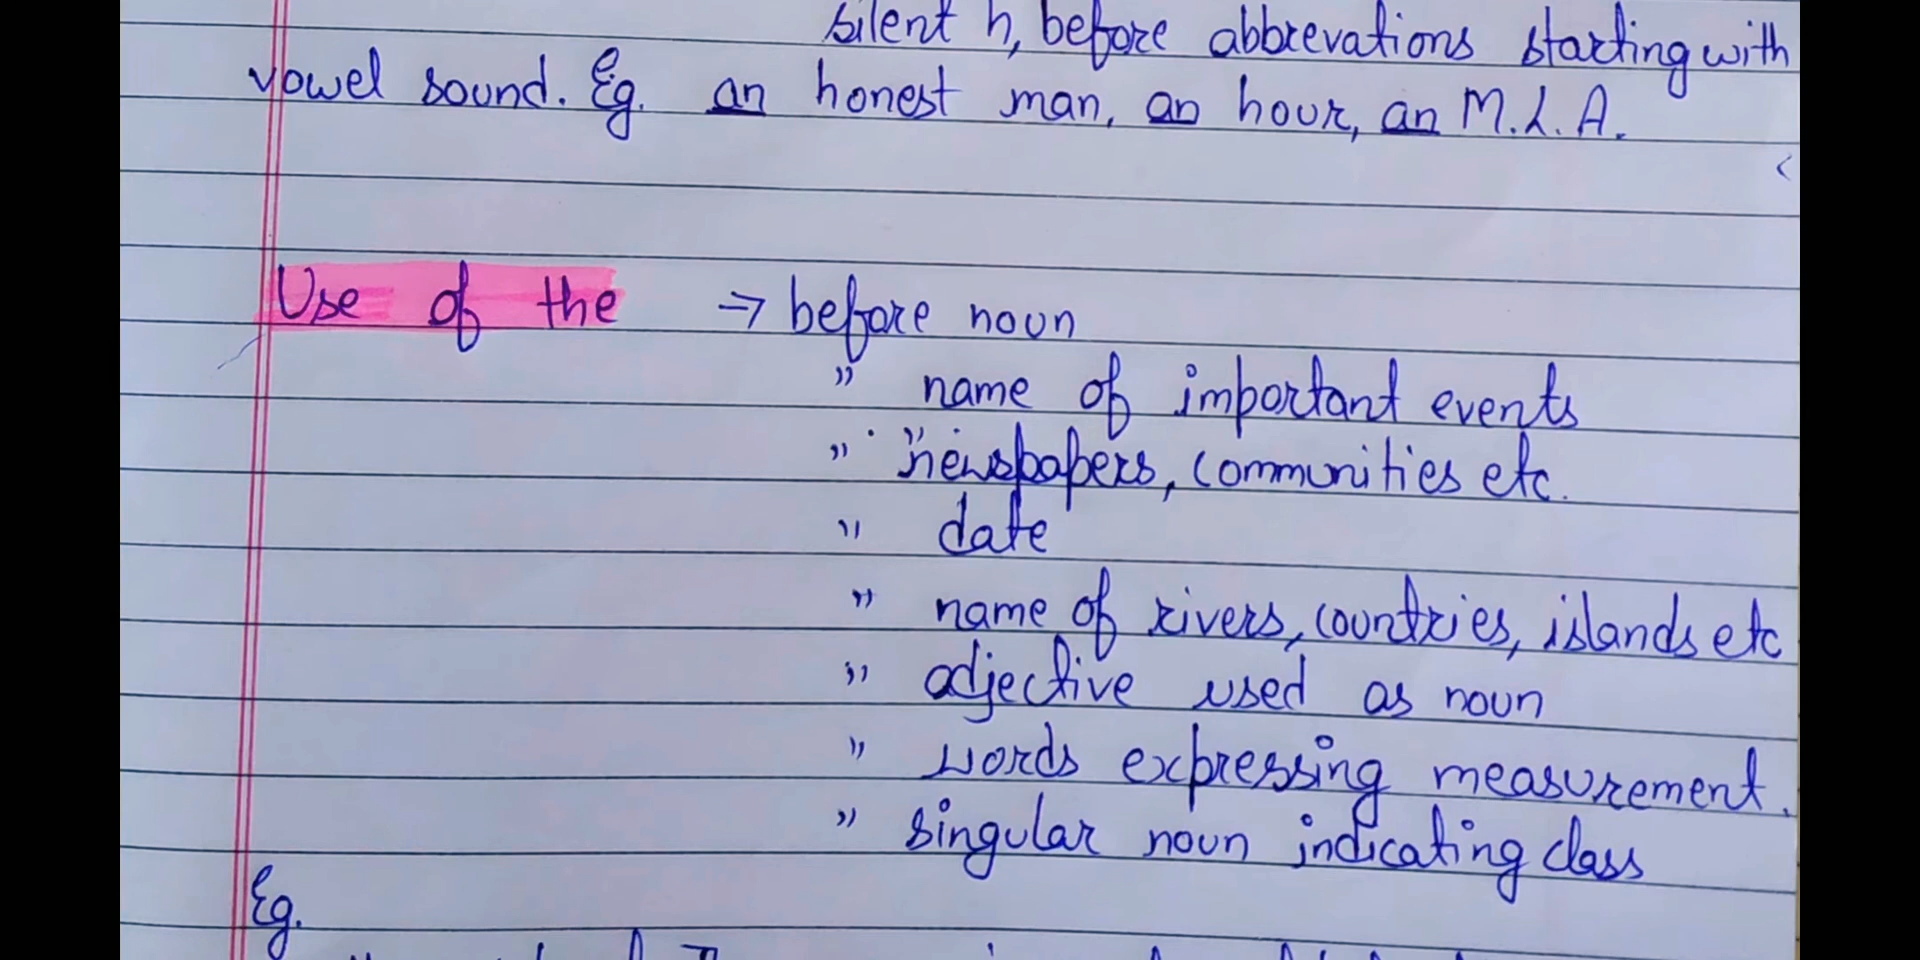 silent h, before abbrevations starting with
vowel sound. Eg. an honest man, an hour, an M.L.A.
Use of the → before noun
" name of important events
" " newspapers, communities etc.
" date
" name of rivers, countries, islands etc
" adjective used as noun
" words expressing measurement.
" singular noun indicating class
Eg.